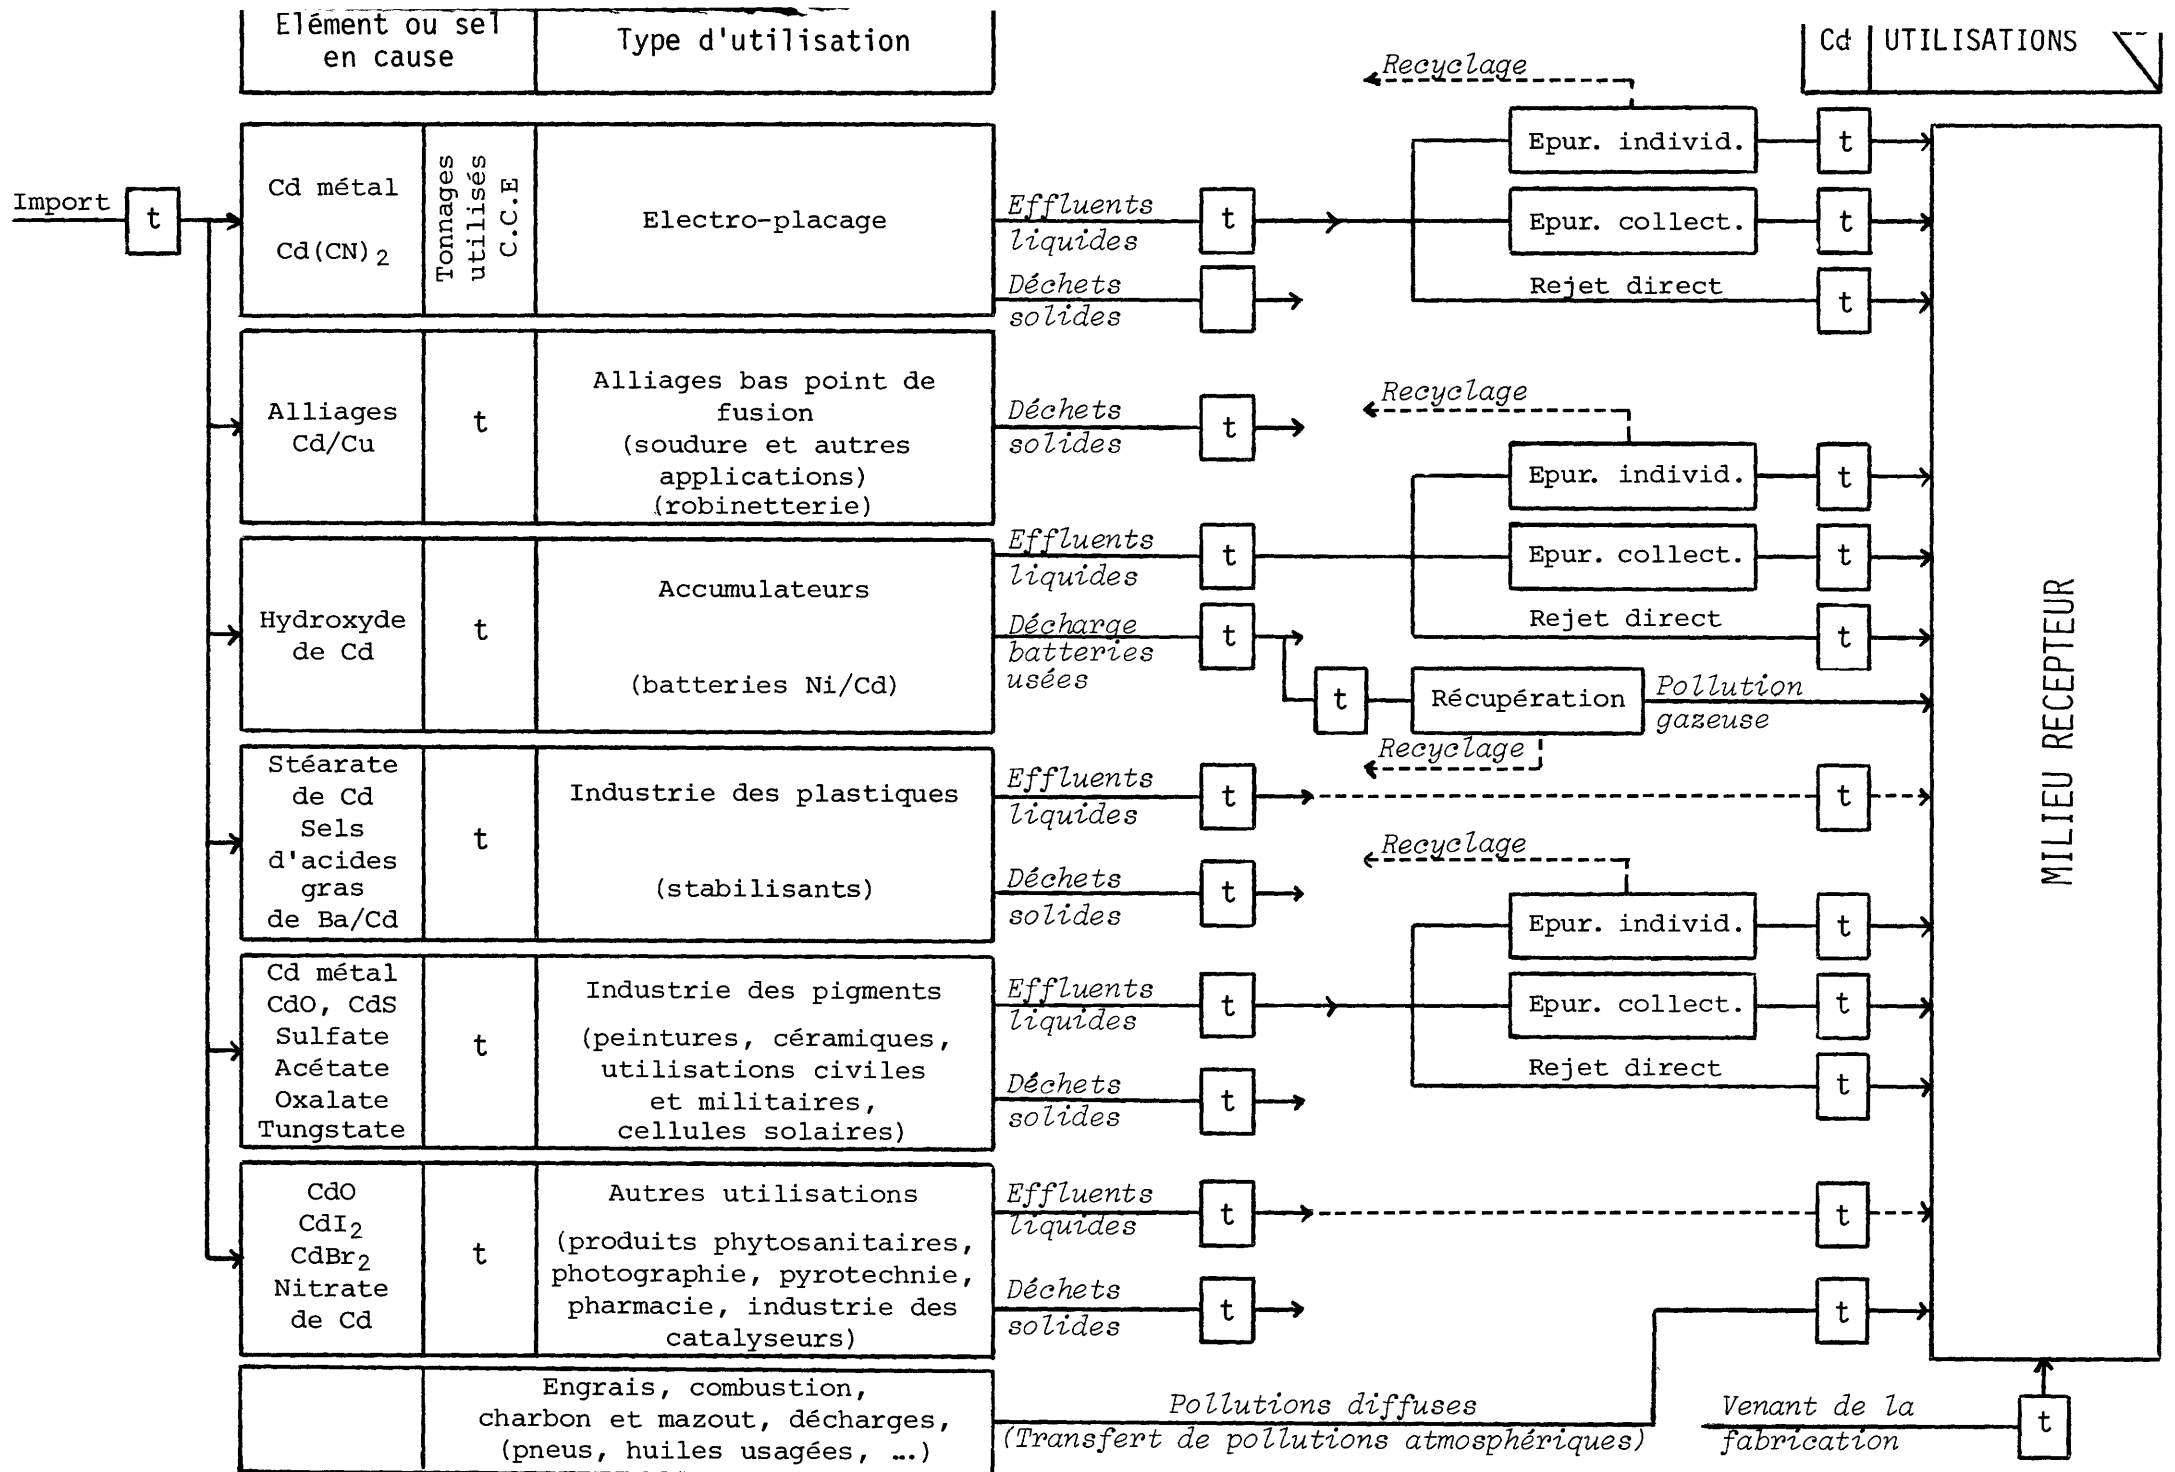 Elément ou sel
en cause
Type d'utilisation
Cd
UTILISATIONS
Import
t
Cd métal
Cd(CN)2
Tonnages
utilisés
C.C.E
Electro-placage
Effluents
liquides
t
Déchets
solides
Recyclage
Epur. individ.
t
Epur. collect.
t
Rejet direct
t
Alliages
Cd/Cu
t
Alliages bas point de
fusion
(soudure et autres
applications)
(robinetterie)
Déchets
solides
t
Hydroxyde
de Cd
t
Accumulateurs
(batteries Ni/Cd)
Effluents
liquides
t
Décharge
batteries
usées
t
Recyclage
Epur. individ.
t
Epur. collect.
t
Rejet direct
t
t
Récupération
Pollution
gazeuse
Recyclage
Stéarate
de Cd
Sels
d'acides
gras
de Ba/Cd
t
Industrie des plastiques
(stabilisants)
Effluents
liquides
t
t
Déchets
solides
t
Cd métal
CdO, CdS
Sulfate
Acétate
Oxalate
Tungstate
t
Industrie des pigments
(peintures, céramiques,
utilisations civiles
et militaires,
cellules solaires)
Effluents
liquides
t
Déchets
solides
t
Recyclage
Epur. individ.
t
Epur. collect.
t
Rejet direct
t
CdO
CdI2
CdBr2
Nitrate
de Cd
t
Autres utilisations
(produits phytosanitaires,
photographie, pyrotechnie,
pharmacie, industrie des
catalyseurs)
Effluents
liquides
t
t
Déchets
solides
t
t
Engrais, combustion,
charbon et mazout, décharges,
(pneus, huiles usagées, …)
Pollutions diffuses
(Transfert de pollutions atmosphériques)
Venant de la
fabrication
t
MILIEU RECEPTEUR